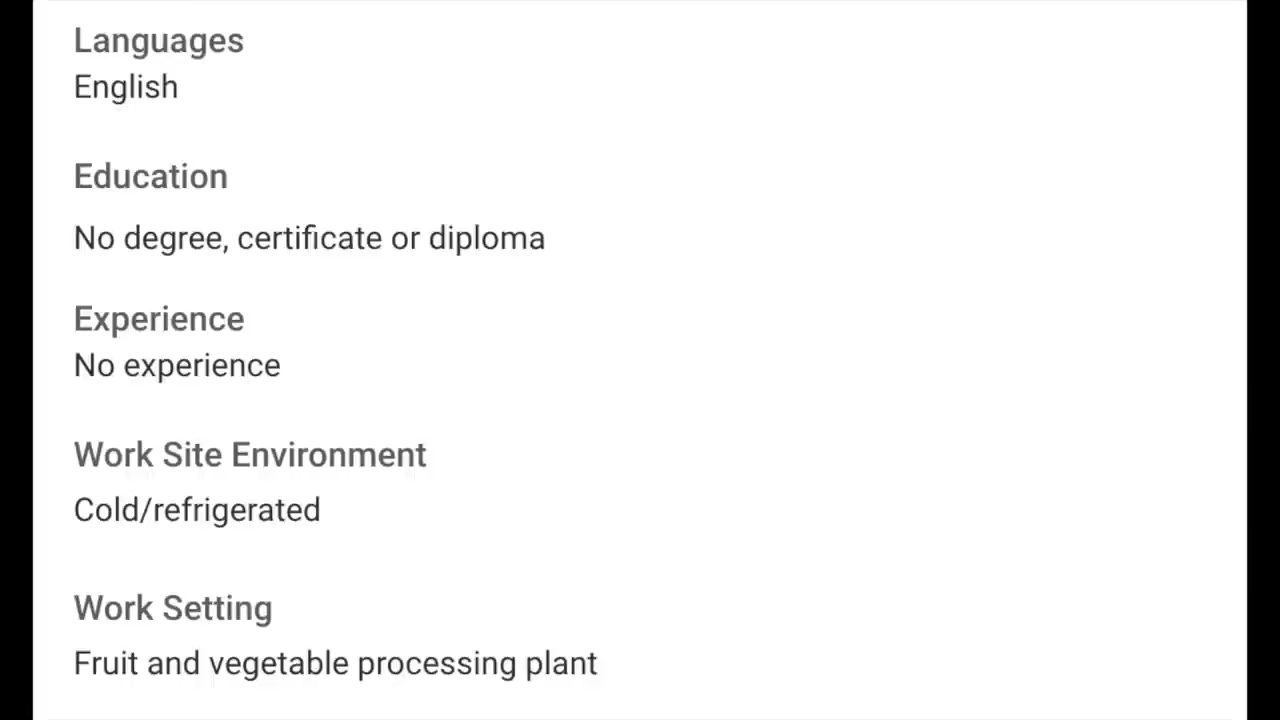 Languages
English
Education
No degree, certificate or diploma
Experience
No experience
Work Site Environment
Cold/refrigerated
Work Setting
Fruit and vegetable processing plant